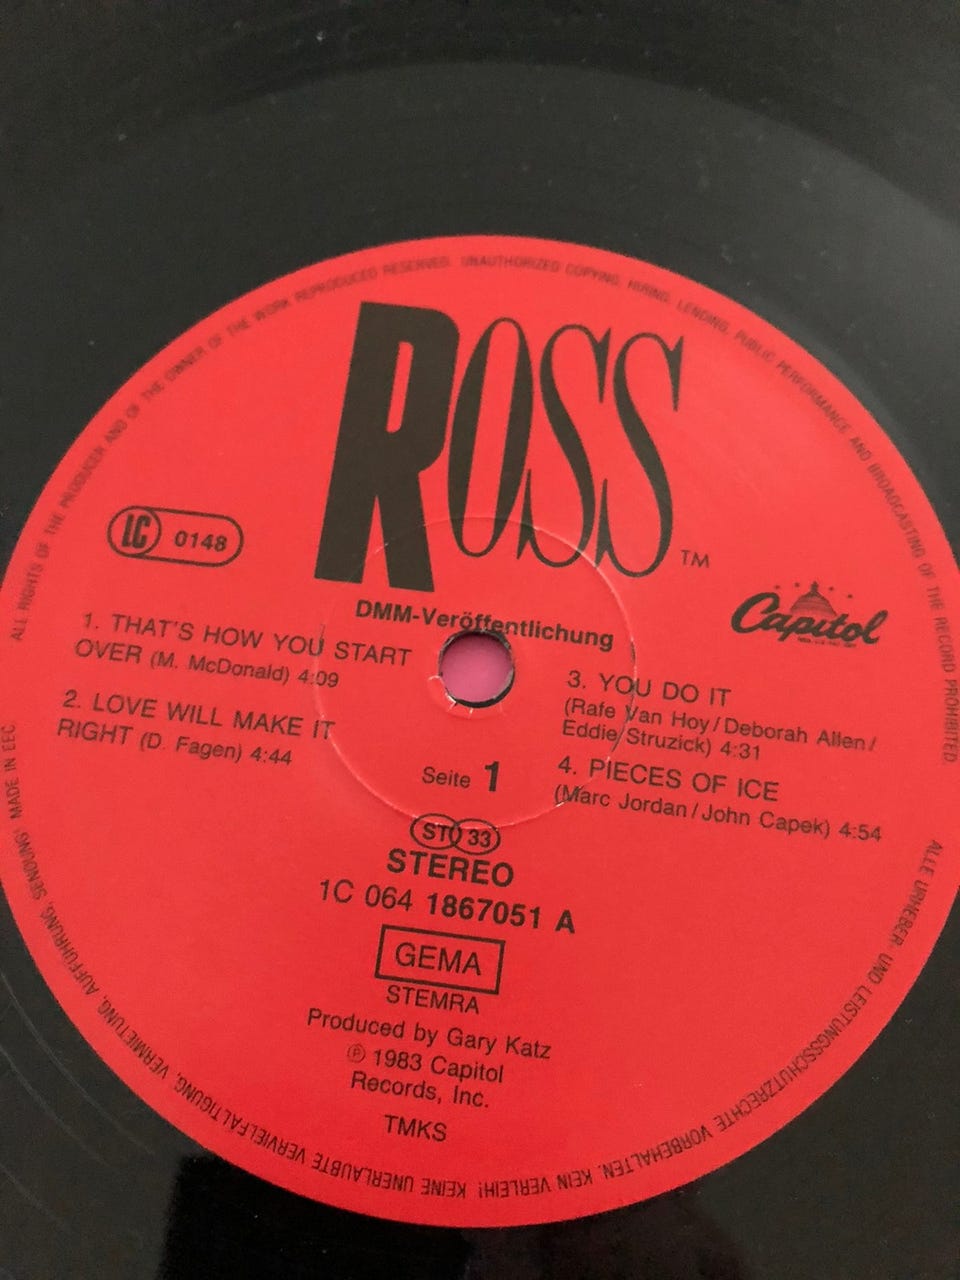 ALL RIGHTS OF THE PRODUCER AND OF THE OWNER OF THE WORK REPRODUCED RESERVED. UNAUTHORIZED COPYING, HIRING, LENDING, PUBLIC PERFORMANCE AND BROADCASTING OF THE RECORD PROHIBITED.
ROSS TM
LC 0148
DMM-Veröffentlichung
Capitol
1. THAT'S HOW YOU START
OVER (M. McDonald) 4:09
2. LOVE WILL MAKE IT
RIGHT (D. Fagen) 4:44
3. YOU DO IT
(Rafe Van Hoy/Deborah Allen/
Eddie Struzick) 4:31
4. PIECES OF ICE
(Marc Jordan/John Capek) 4:54
Seite 1
ST 33
STEREO
1C 064 1867051 A
GEMA
STEMRA
Produced by Gary Katz
℗ 1983 Capitol
Records, Inc.
TMKS
ALLE URHEBER- UND LEISTUNGSSCHUTZRECHTE VORBEHALTEN. KEIN VERLEIH! KEINE UNERLAUBTE VERVIELFÄLTIGUNG, VERMIETUNG, AUFFÜHRUNG, SENDUNG! MADE IN EEC